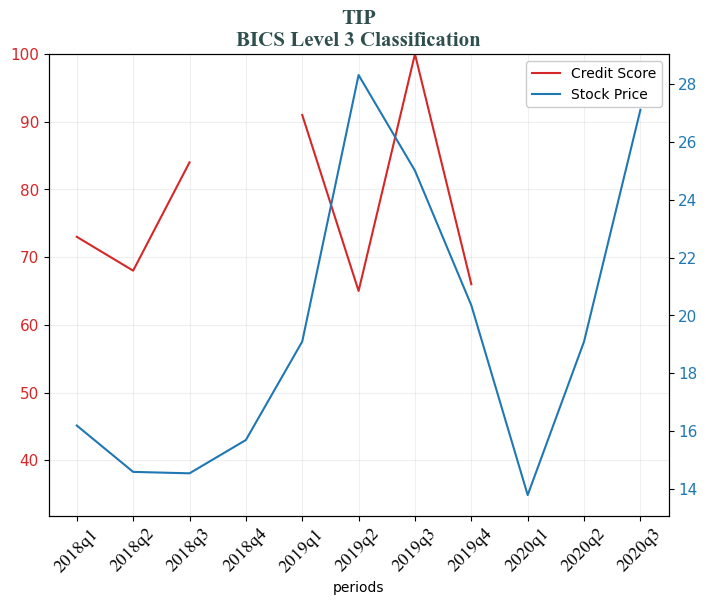 TIP
BICS Level 3 Classification
100
90
80
70
60
50
40
28
26
24
22
20
18
16
14
Credit Score
Stock Price
2018q1
2018q2
2018q3
2018q4
2019q1
2019q2
2019q3
2019q4
2020q1
2020q2
2020q3
periods